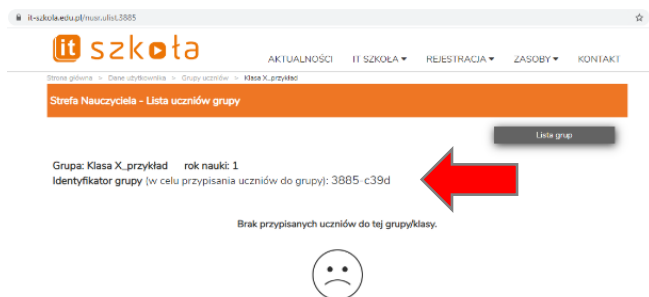 it-szkola.edu.pl/nusr.ulist.3885
it szkoła
AKTUALNOŚCI IT SZKOŁA REJESTRACJA ZASOBY KONTAKT
Strona główna > Dane użytkownika > Grupy uczniów > Klasa X_przykład
Strefa Nauczyciela - Lista uczniów grupy
Lista grup
Grupa: Klasa X_przykład rok nauki: 1
Identyfikator grupy (w celu przypisania uczniów do grupy): 3885-c39d
Brak przypisanych uczniów do tej grupy/klasy.